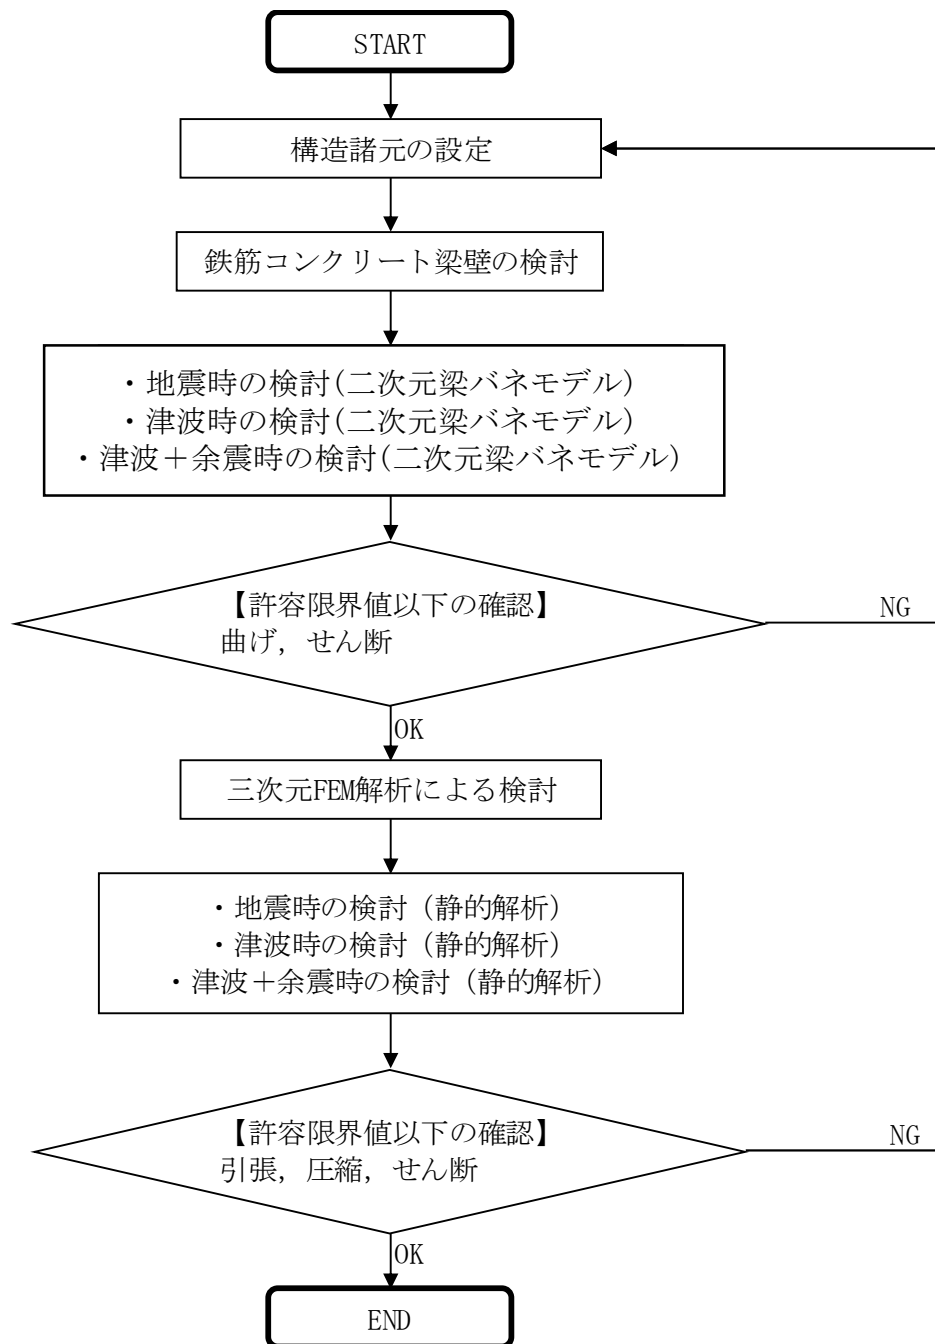 START
構造諸元の設定
鉄筋コンクリート梁壁の検討
・地震時の検討(二次元梁バネモデル)
・津波時の検討(二次元梁バネモデル)
・津波＋余震時の検討(二次元梁バネモデル)
【許容限界値以下の確認】
曲げ，せん断
NG
OK
三次元FEM解析による検討
・地震時の検討（静的解析）
・津波時の検討（静的解析）
・津波＋余震時の検討（静的解析）
【許容限界値以下の確認】
引張，圧縮，せん断
NG
OK
END